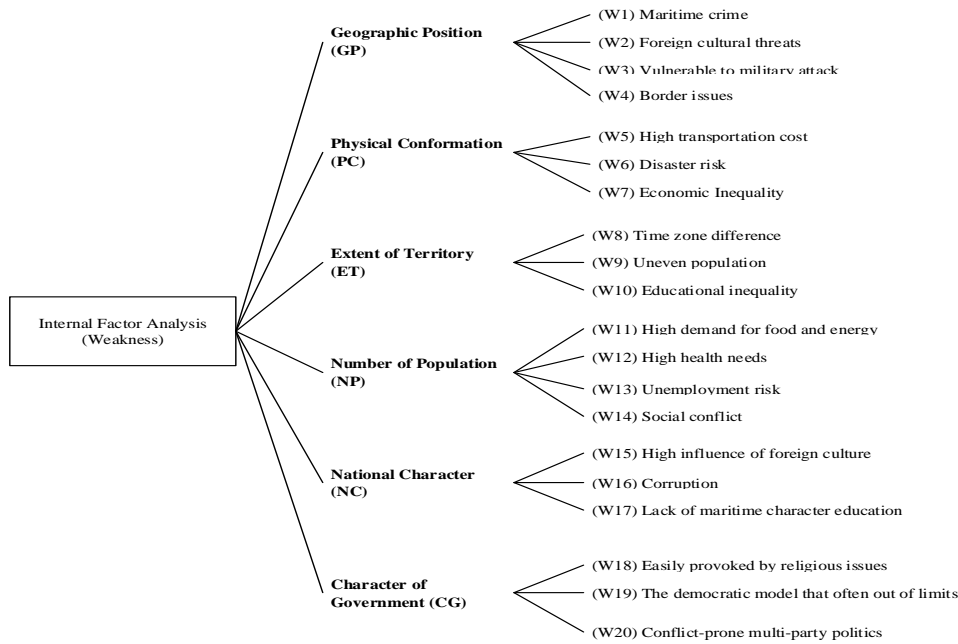 Internal Factor Analysis
(Weakness)
Geographic Position
(GP)
(W1) Maritime crime
(W2) Foreign cultural threats
(W3) Vulnerable to military attack
(W4) Border issues
Physical Conformation
(PC)
(W5) High transportation cost
(W6) Disaster risk
(W7) Economic Inequality
Extent of Territory
(ET)
(W8) Time zone difference
(W9) Uneven population
(W10) Educational inequality
Number of Population
(NP)
(W11) High demand for food and energy
(W12) High health needs
(W13) Unemployment risk
(W14) Social conflict
National Character
(NC)
(W15) High influence of foreign culture
(W16) Corruption
(W17) Lack of maritime character education
Character of
Government (CG)
(W18) Easily provoked by religious issues
(W19) The democratic model that often out of limits
(W20) Conflict-prone multi-party politics